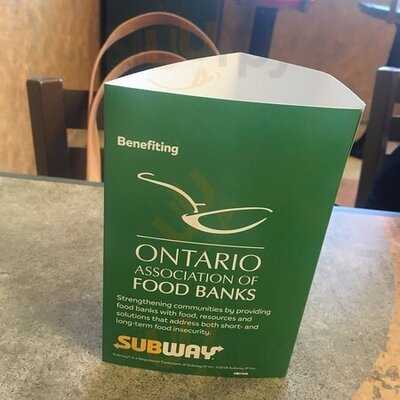 Benefiting
ONTARIO
ASSOCIATION OF
FOOD BANKS
Strengthening communities by providing
food banks with food, resources and
solutions that address both short- and
long-term food insecurity.
SUBWAY